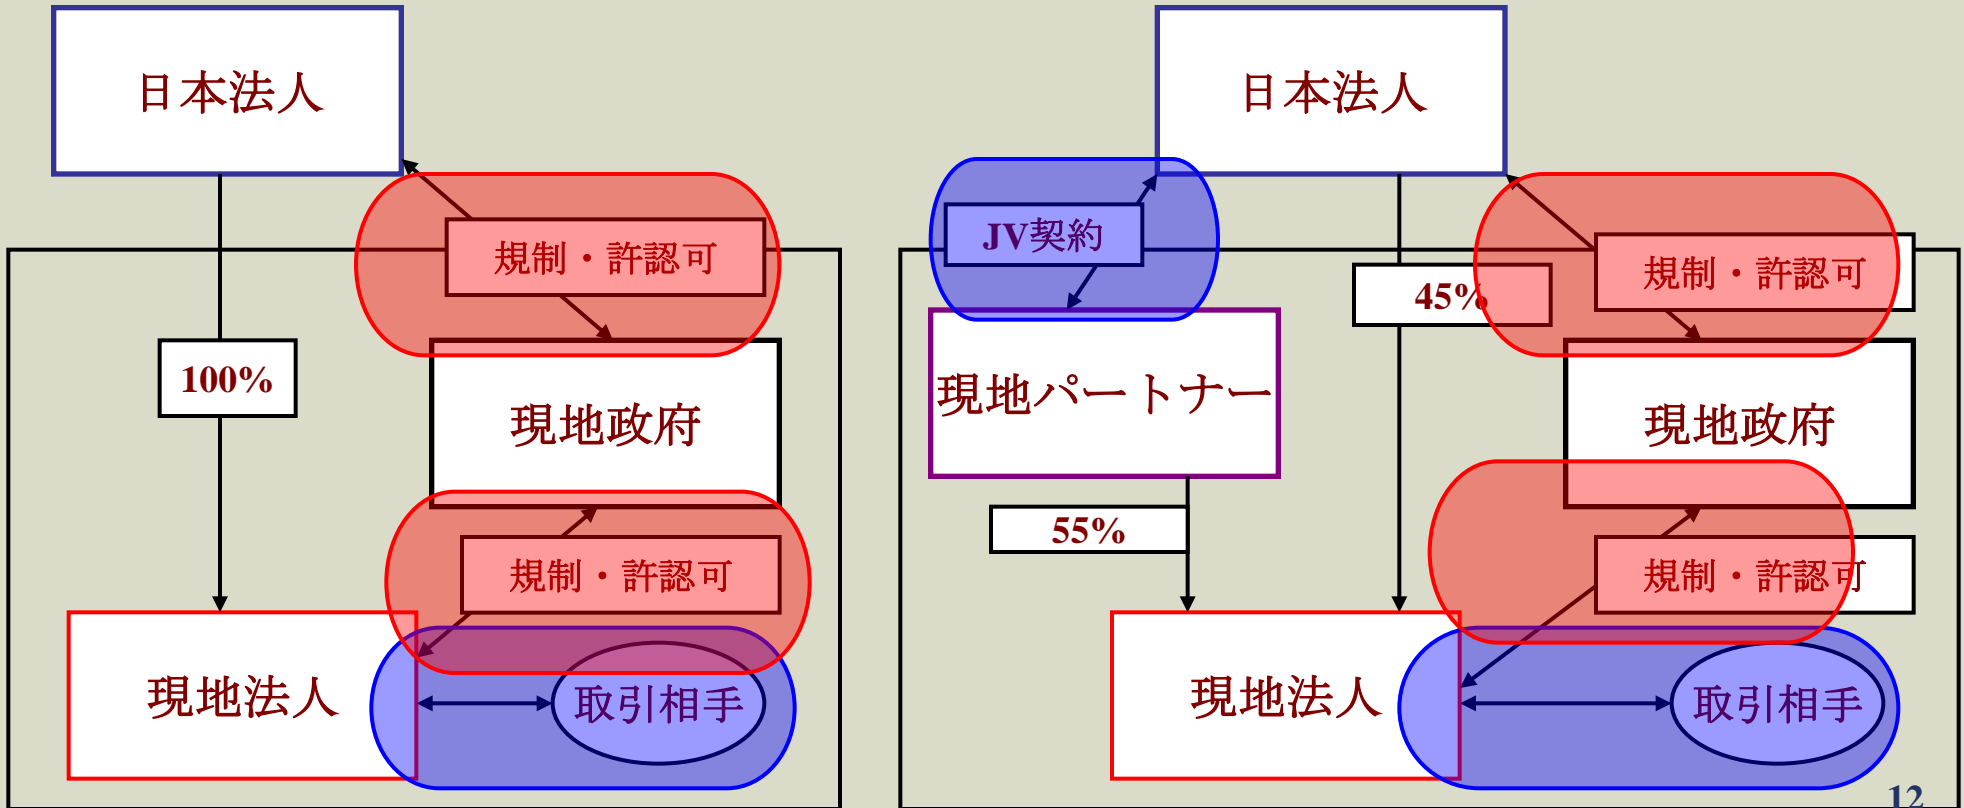 日本法人
規制・許認可
100%
現地政府
規制・許認可
現地法人
取引相手
日本法人
JV契約
規制・許認可
45%
現地パートナー
現地政府
55%
規制・許認可
現地法人
取引相手
12